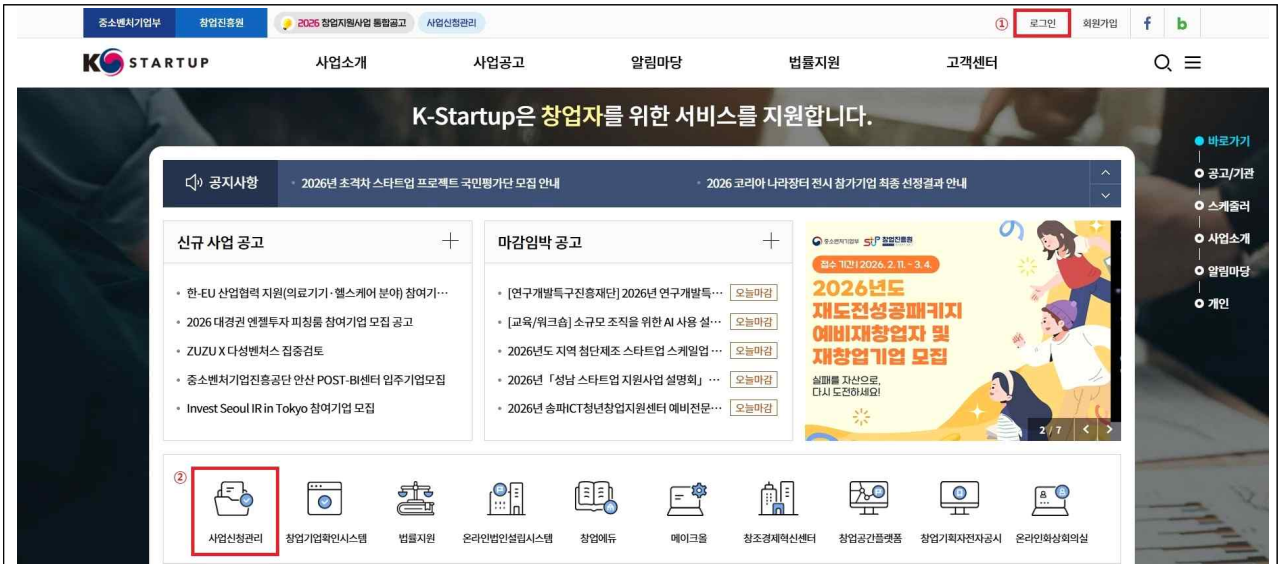 중소벤처기업부
창업진흥원
2026 창업지원사업 통합공고
사업신청관리
①
로그인
회원가입
f
b
K STARTUP
사업소개
사업공고
알림마당
법률지원
고객센터
K-Startup은 창업자를 위한 서비스를 지원합니다.
공지사항
2026년 초격차 스타트업 프로젝트 국민평가단 모집 안내
2026 코리아 나라장터 전시 참가기업 최종 선정결과 안내
바로가기
공고/기관
스케줄러
사업소개
알림마당
개인
신규 사업 공고
한-EU 산업협력 지원(의료기기·헬스케어 분야) 참여기…
2026 대경권 엔젤투자 피칭룸 참여기업 모집 공고
ZUZU X 다성벤처스 집중검토
중소벤처기업진흥공단 안산 POST-BI센터 입주기업모집
Invest Seoul IR in Tokyo 참여기업 모집
마감임박 공고
[연구개발특구진흥재단] 2026년 연구개발특… 오늘마감
[교육/워크숍] 소규모 조직을 위한 AI 사용 설… 오늘마감
2026년도 지역 첨단제조 스타트업 스케일업 … 오늘마감
2026년 「성남 스타트업 지원사업 설명회」 … 오늘마감
2026년 송파ICT청년창업지원센터 예비전문… 오늘마감
중소벤처기업부 창업진흥원
접수 기간 | 2026. 2. 11. ~ 3. 4.
2026년도
재도전성공패키지
예비재창업자 및
재창업기업 모집
실패를 자산으로,
다시 도전하세요!
2 / 7
②
사업신청관리
창업기업확인시스템
법률지원
온라인법인설립시스템
창업에듀
메이크올
창조경제혁신센터
창업공간플랫폼
창업기획자전자공시
온라인화상회의실